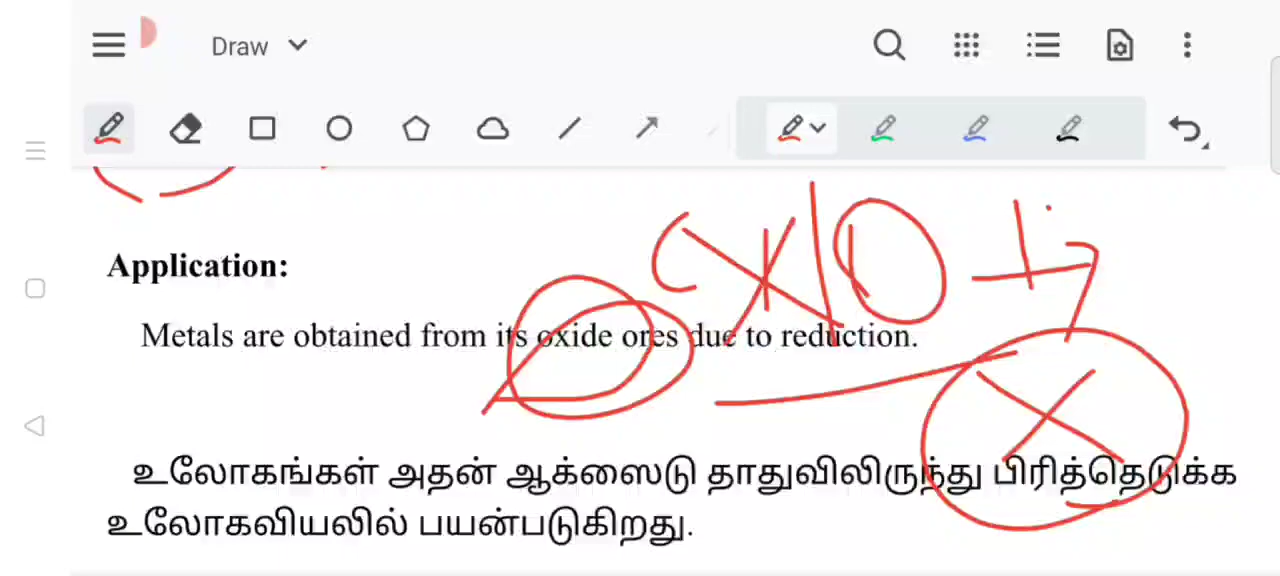 Draw
Application:
Metals are obtained from its oxide ores due to reduction.
உலோகங்கள் அதன் ஆக்ஸைடு தாதுவிலிருந்து பிரித்தெடுக்க
உலோகவியலில் பயன்படுகிறது.